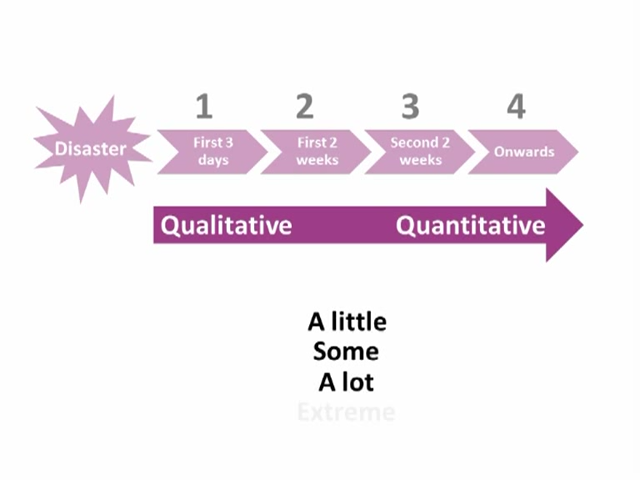 1 2 3 4
Disaster
First 3
days
First 2
weeks
Second 2
weeks
Onwards
Qualitative Quantitative
A little
Some
A lot
Extreme